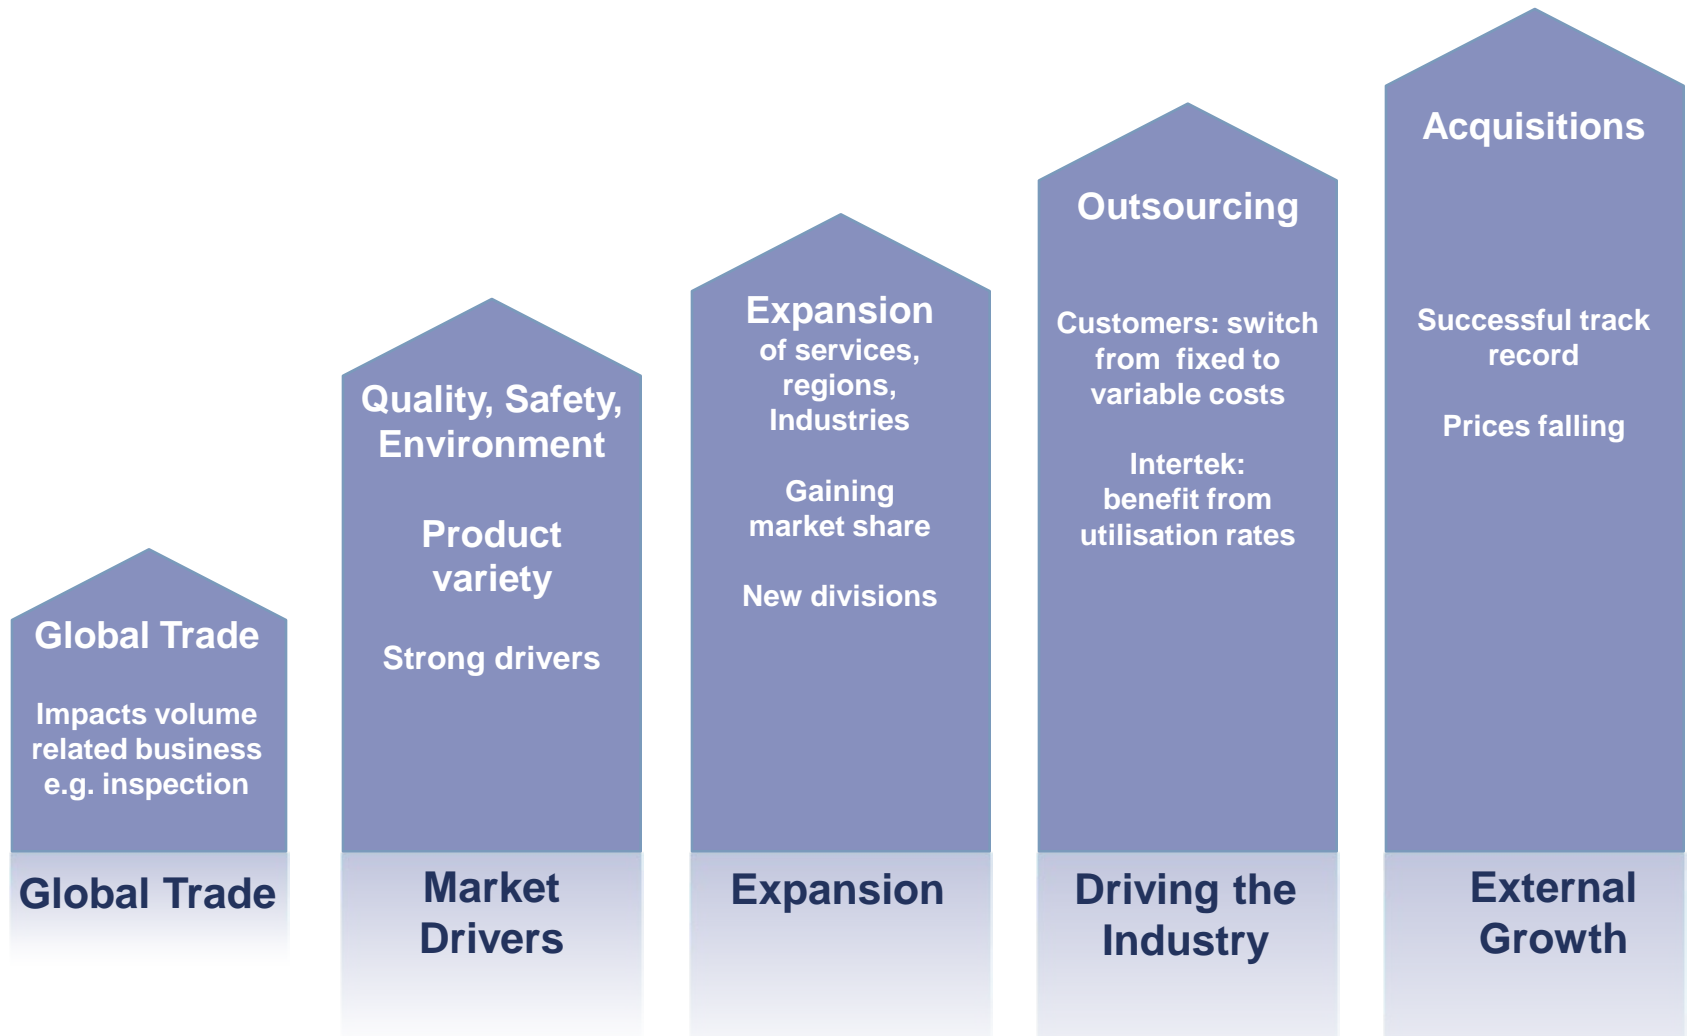 Global Trade
Impacts volume
related business
e.g. inspection
Global Trade
Quality, Safety,
Environment
Product
variety
Strong drivers
Market
Drivers
Expansion
of services,
regions,
Industries
Gaining
market share
New divisions
Expansion
Outsourcing
Customers: switch
from fixed to
variable costs
Intertek:
benefit from
utilisation rates
Driving the
Industry
Acquisitions
Successful track
record
Prices falling
External
Growth